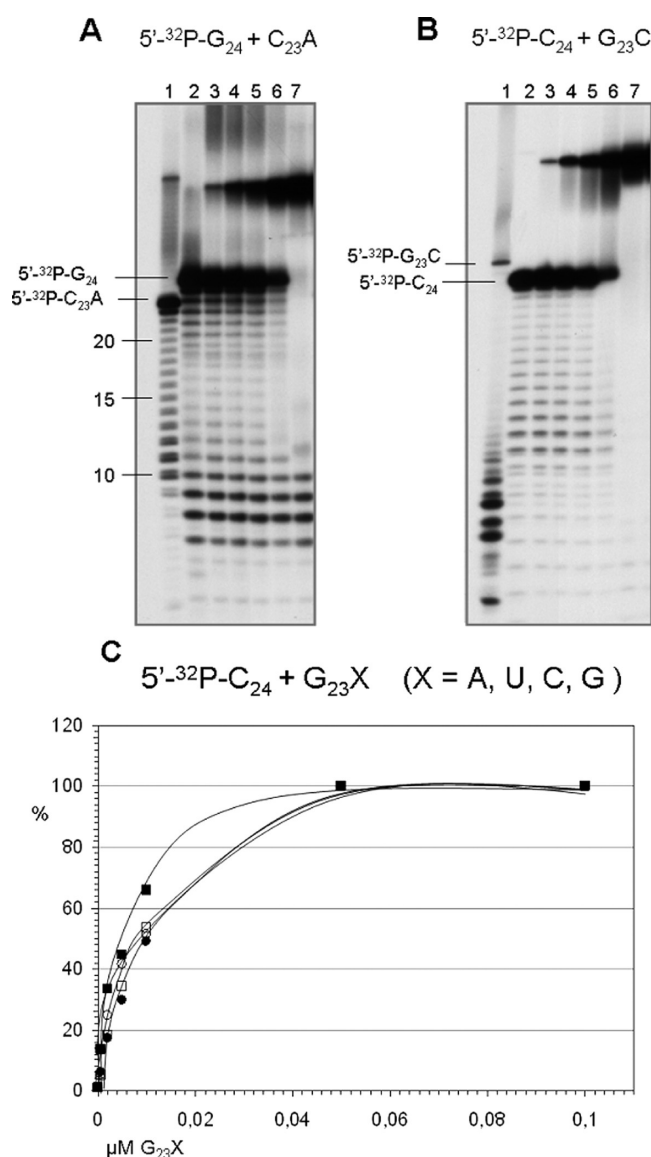 A
5'-³²P-G₂₄ + C₂₃A
1 2 3 4 5 6 7
5'-³²P-G₂₄
5'-³²P-C₂₃A
20
15
10
B
5'-³²P-C₂₄ + G₂₃C
1 2 3 4 5 6 7
5'-³²P-G₂₃C
5'-³²P-C₂₄
C
5'-³²P-C₂₄ + G₂₃X (X = A, U, C, G )
120
100
%
80
60
40
20
0
0 0,02 0,04 0,06 0,08 0,1
µM G₂₃X